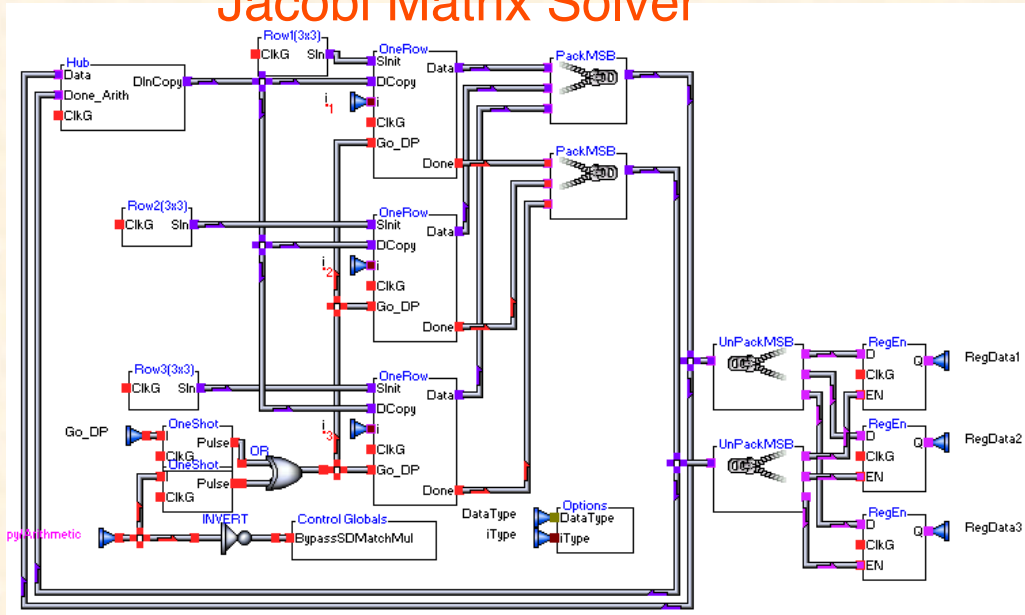 Jacobi Matrix Solver
Hub
Data
DInCopy
Done_Arith
ClkG
Row1(3x3)
ClkG
SIn
OneRow
SInit
Data
DCopy
i
i
1
ClkG
Go_DP
Done
PackMSB
PackMSB
Row2(3x3)
ClkG
SIn
OneRow
SInit
Data
DCopy
i
i
2
ClkG
Go_DP
Done
Row3(3x3)
ClkG
SIn
OneRow
SInit
Data
DCopy
i
i
3
ClkG
Go_DP
Done
Go_DP
OneShot
Pulse
ClkG
OneShot
Pulse
ClkG
OR
INVERT
Control Globals
BypassSDMatchMul
DataType
iType
Options
DataType
iType
UnPackMSB
UnPackMSB
RegEn
D
Q
ClkG
EN
RegData1
RegEn
D
Q
ClkG
EN
RegData2
RegEn
D
Q
ClkG
EN
RegData3